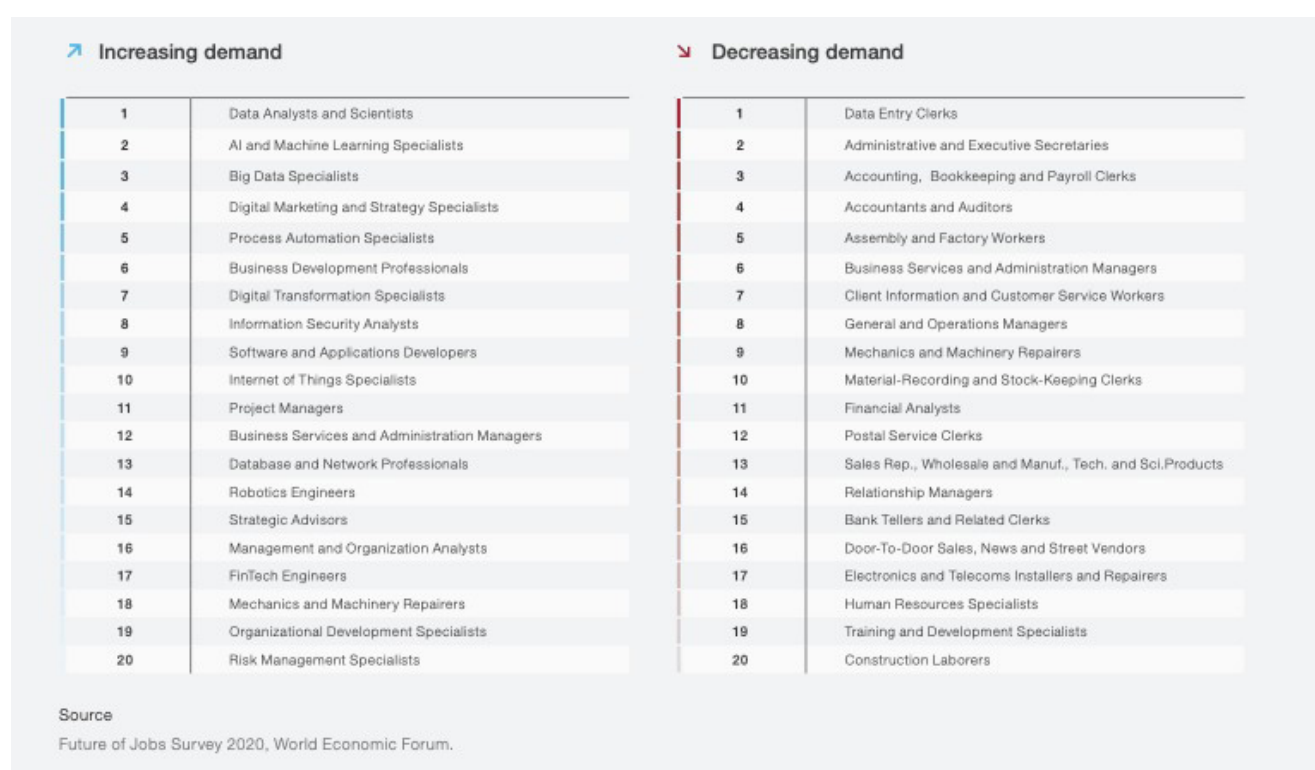 Increasing demand
1 Data Analysts and Scientists
2 AI and Machine Learning Specialists
3 Big Data Specialists
4 Digital Marketing and Strategy Specialists
5 Process Automation Specialists
6 Business Development Professionals
7 Digital Transformation Specialists
8 Information Security Analysts
9 Software and Applications Developers
10 Internet of Things Specialists
11 Project Managers
12 Business Services and Administration Managers
13 Database and Network Professionals
14 Robotics Engineers
15 Strategic Advisors
16 Management and Organization Analysts
17 FinTech Engineers
18 Mechanics and Machinery Repairers
19 Organizational Development Specialists
20 Risk Management Specialists
Decreasing demand
1 Data Entry Clerks
2 Administrative and Executive Secretaries
3 Accounting, Bookkeeping and Payroll Clerks
4 Accountants and Auditors
5 Assembly and Factory Workers
6 Business Services and Administration Managers
7 Client Information and Customer Service Workers
8 General and Operations Managers
9 Mechanics and Machinery Repairers
10 Material-Recording and Stock-Keeping Clerks
11 Financial Analysts
12 Postal Service Clerks
13 Sales Rep., Wholesale and Manuf., Tech. and Sci.Products
14 Relationship Managers
15 Bank Tellers and Related Clerks
16 Door-To-Door Sales, News and Street Vendors
17 Electronics and Telecoms Installers and Repairers
18 Human Resources Specialists
19 Training and Development Specialists
20 Construction Laborers
Source
Future of Jobs Survey 2020, World Economic Forum.